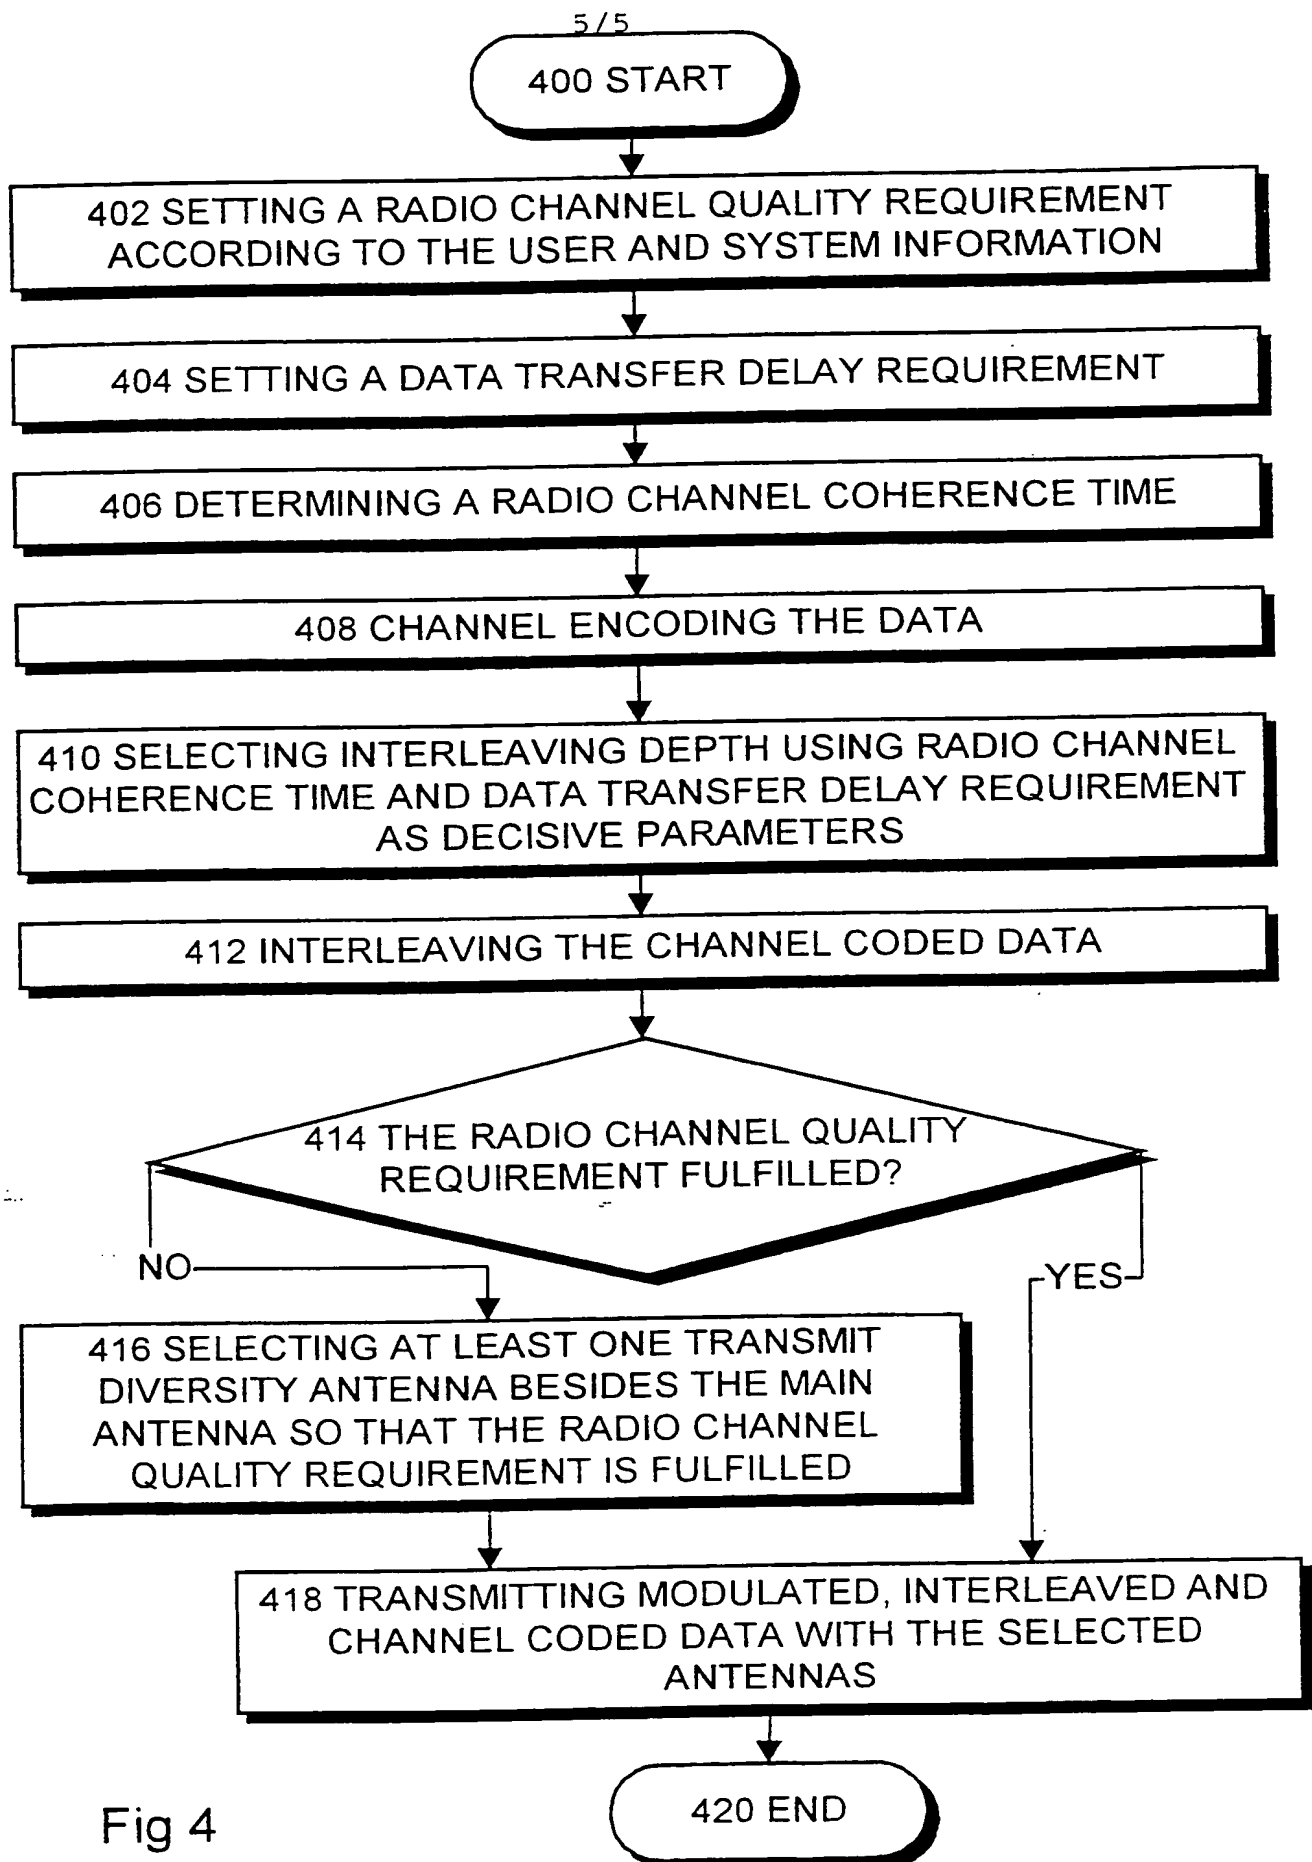 5/5
400 START
402 SETTING A RADIO CHANNEL QUALITY REQUIREMENT
ACCORDING TO THE USER AND SYSTEM INFORMATION
404 SETTING A DATA TRANSFER DELAY REQUIREMENT
406 DETERMINING A RADIO CHANNEL COHERENCE TIME
408 CHANNEL ENCODING THE DATA
410 SELECTING INTERLEAVING DEPTH USING RADIO CHANNEL
COHERENCE TIME AND DATA TRANSFER DELAY REQUIREMENT
AS DECISIVE PARAMETERS
412 INTERLEAVING THE CHANNEL CODED DATA
414 THE RADIO CHANNEL QUALITY
REQUIREMENT FULFILLED?
NO
YES
416 SELECTING AT LEAST ONE TRANSMIT
DIVERSITY ANTENNA BESIDES THE MAIN
ANTENNA SO THAT THE RADIO CHANNEL
QUALITY REQUIREMENT IS FULFILLED
418 TRANSMITTING MODULATED, INTERLEAVED AND
CHANNEL CODED DATA WITH THE SELECTED
ANTENNAS
420 END
Fig 4